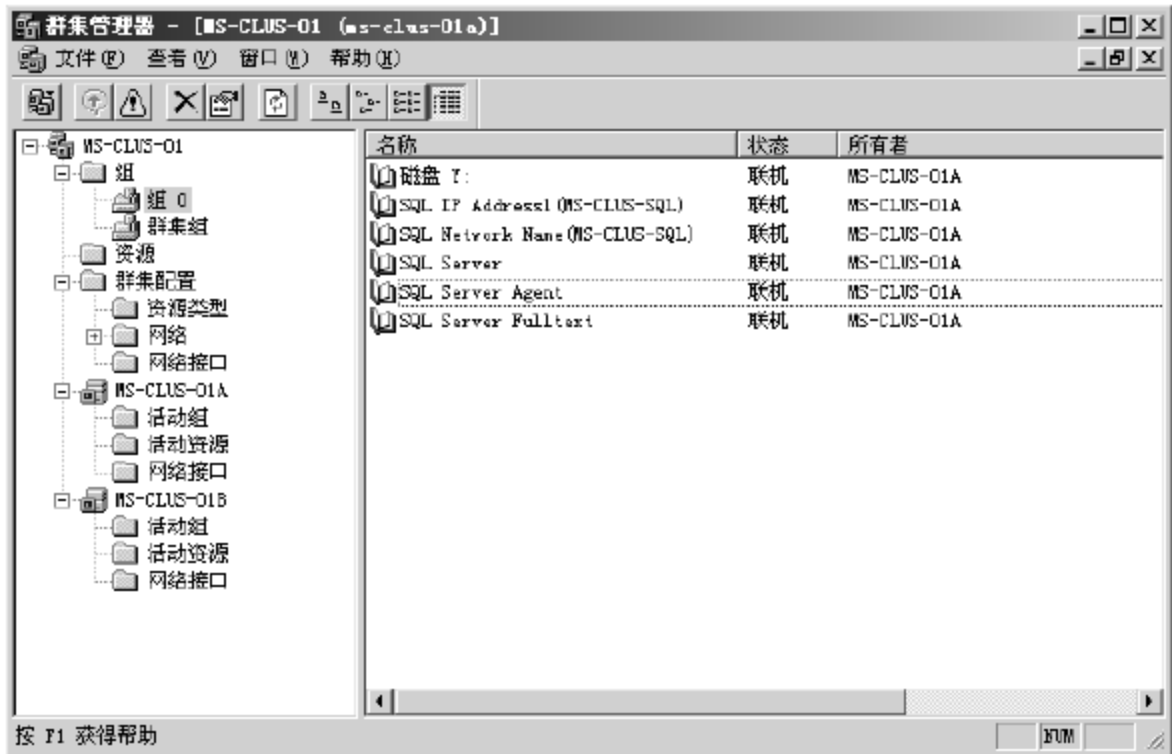 群集管理器 - [MS-CLUS-01 (ms-clus-01a)]
文件(F) 查看(V) 窗口(W) 帮助(H)
MS-CLUS-01
组
组 0
群集组
资源
群集配置
资源类型
网络
网络接口
MS-CLUS-01A
活动组
活动资源
网络接口
MS-CLUS-01B
活动组
活动资源
网络接口
名称 状态 所有者
磁盘 Y: 联机 MS-CLUS-01A
SQL IP Address1(MS-CLUS-SQL) 联机 MS-CLUS-01A
SQL Network Name(MS-CLUS-SQL) 联机 MS-CLUS-01A
SQL Server 联机 MS-CLUS-01A
SQL Server Agent 联机 MS-CLUS-01A
SQL Server Fulltext 联机 MS-CLUS-01A
按 F1 获得帮助
NUM